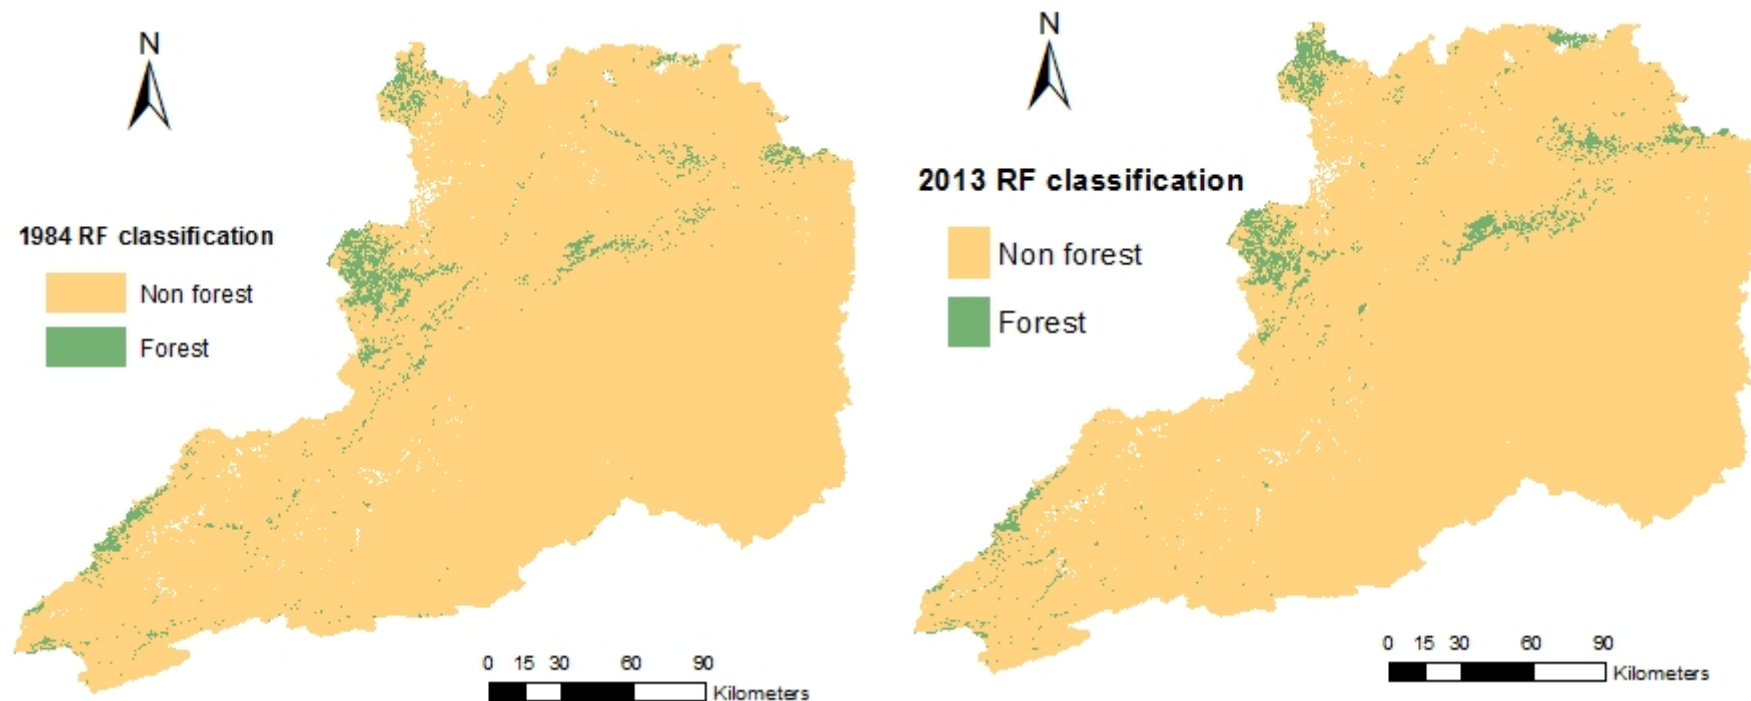 N
1984 RF classification
Non forest
Forest
0 15 30 60 90
Kilometers
N
2013 RF classification
Non forest
Forest
0 15 30 60 90
Kilometers